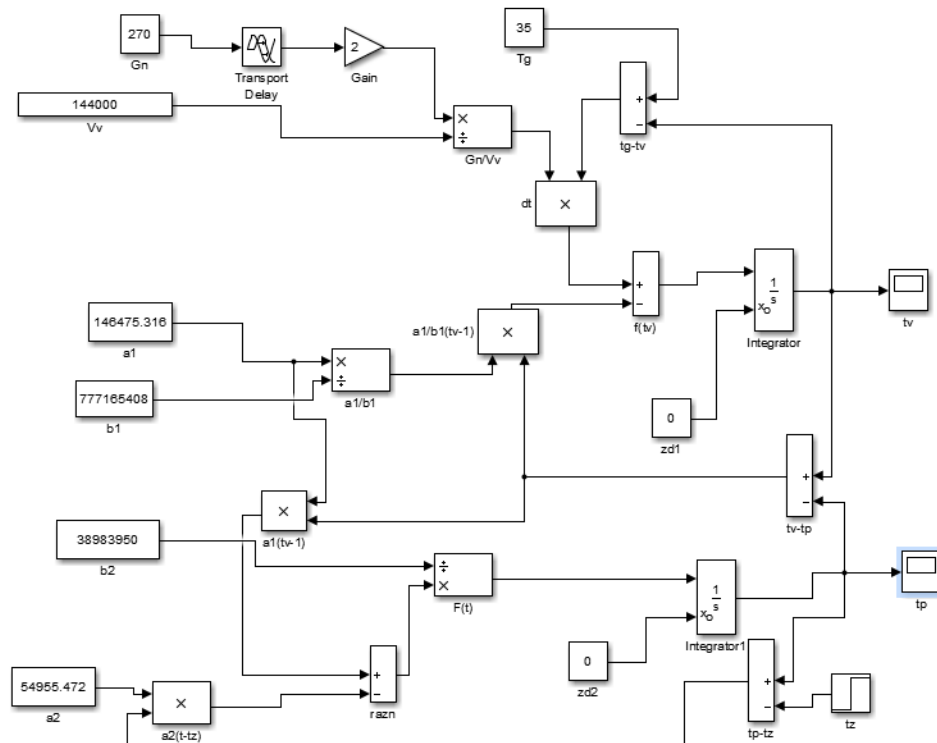 270
Gn
Transport
Delay
2
Gain
35
Tg
144000
Vv
×
÷
Gn/Vv
+
−
tg-tv
dt
×
+
−
f(tv)
1
s
xo
Integrator
tv
146475.316
a1
777165408
b1
×
÷
a1/b1
a1/b1(tv-1)
×
0
zd1
+
−
tv-tp
×
a1(tv-1)
38983950
b2
÷
×
F(t)
1
s
xo
Integrator1
tp
0
zd2
54955.472
a2
×
a2(t-tz)
+
−
razn
+
−
tp-tz
tz